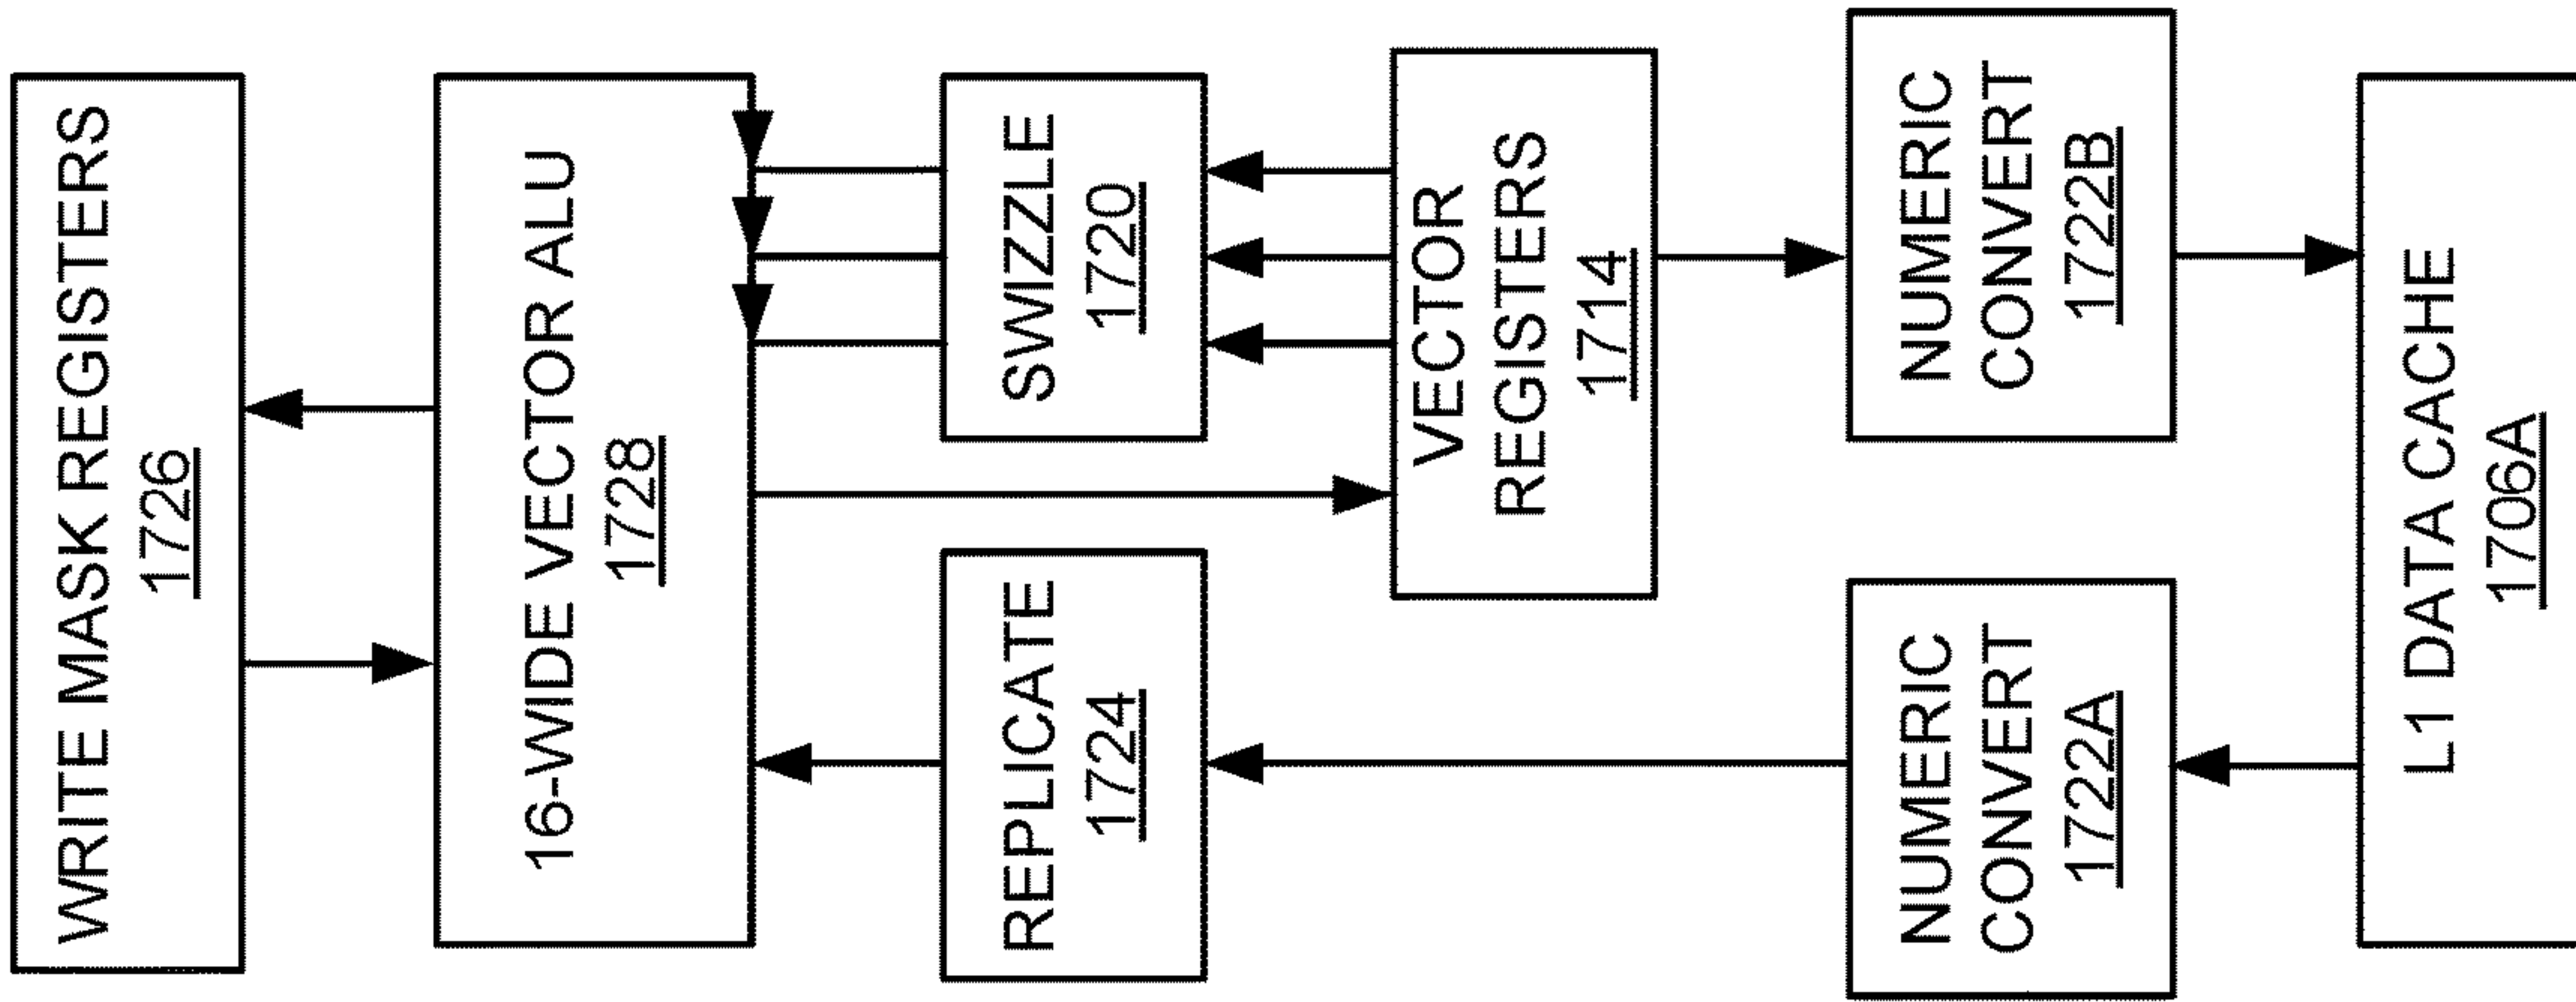 WRITE MASK REGISTERS
1726
16-WIDE VECTOR ALU
1728
REPLICATE
1724
SWIZZLE
1720
VECTOR
REGISTERS
1714
NUMERIC
CONVERT
1722A
NUMERIC
CONVERT
1722B
L1 DATA CACHE
1706A